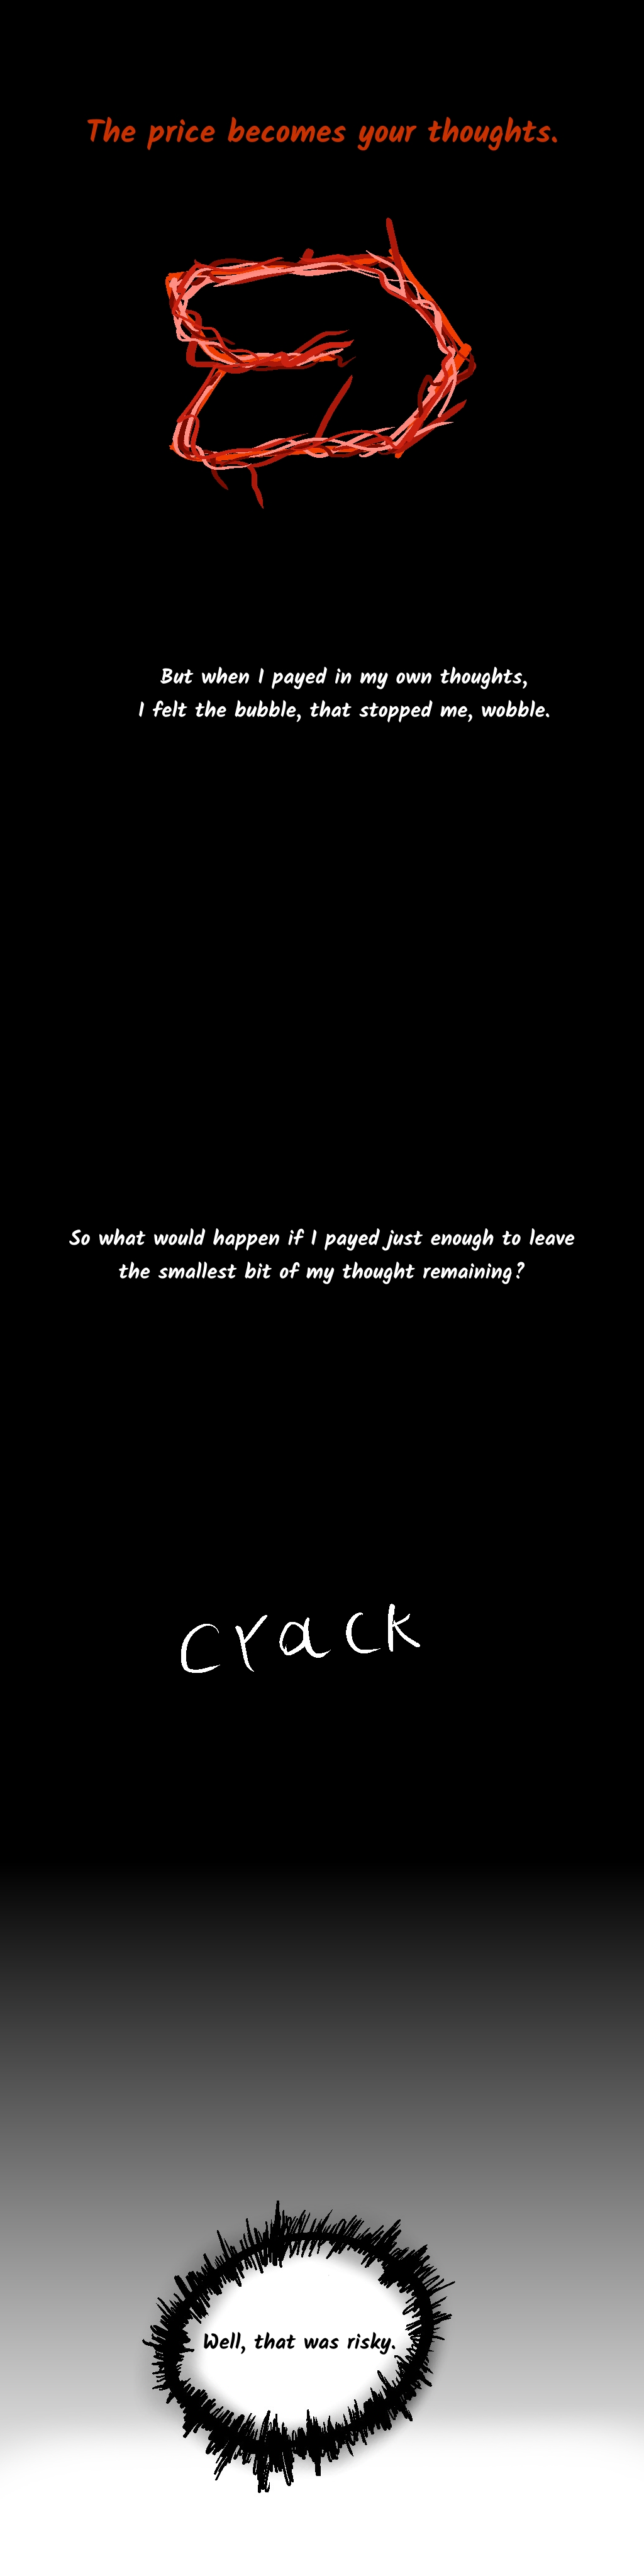 The price becomes your thoughts.
But when I payed in my own thoughts,
I felt the bubble, that stopped me, wobble.
So what would happen if I payed just enough to leave
the smallest bit of my thought remaining?
crack
Well, that was risky.